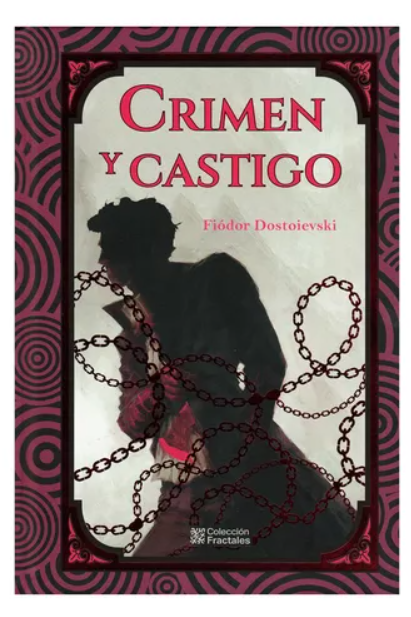 CRIMEN
Y CASTIGO
Fiódor Dostoievski
Colección
Fractales